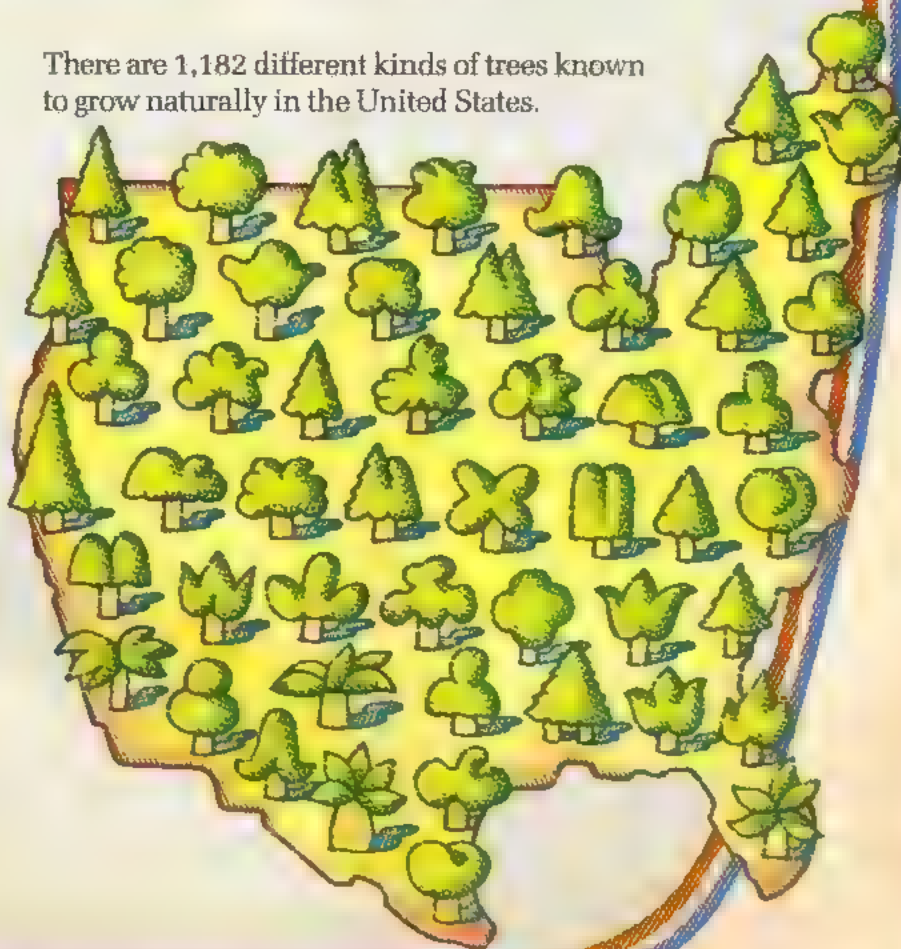 There are 1,182 different kinds of trees known
to grow naturally in the United States.